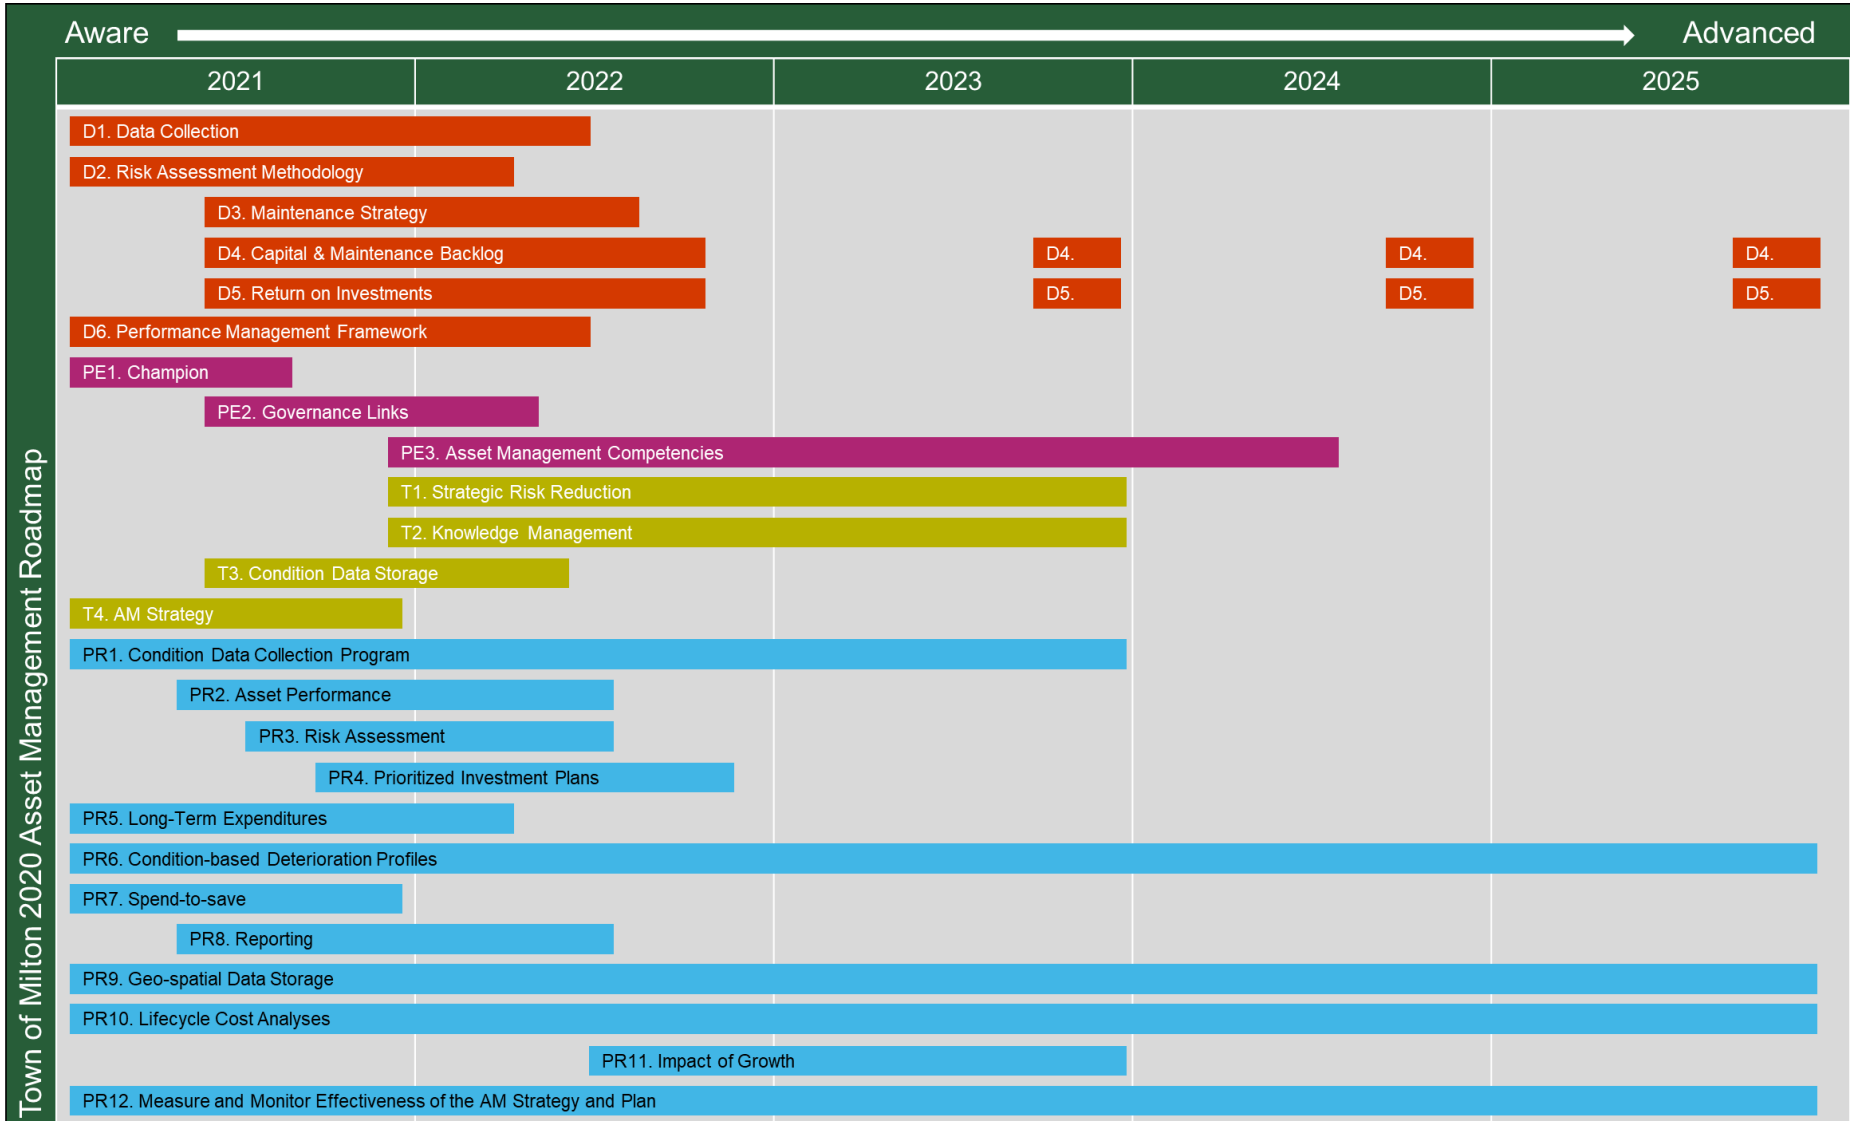 Aware
Advanced
2021
2022
2023
2024
2025
Town of Milton 2020 Asset Management Roadmap
D1. Data Collection
D2. Risk Assessment Methodology
D3. Maintenance Strategy
D4. Capital & Maintenance Backlog
D4.
D4.
D4.
D5. Return on Investments
D5.
D5.
D5.
D6. Performance Management Framework
PE1. Champion
PE2. Governance Links
PE3. Asset Management Competencies
T1. Strategic Risk Reduction
T2. Knowledge Management
T3. Condition Data Storage
T4. AM Strategy
PR1. Condition Data Collection Program
PR2. Asset Performance
PR3. Risk Assessment
PR4. Prioritized Investment Plans
PR5. Long-Term Expenditures
PR6. Condition-based Deterioration Profiles
PR7. Spend-to-save
PR8. Reporting
PR9. Geo-spatial Data Storage
PR10. Lifecycle Cost Analyses
PR11. Impact of Growth
PR12. Measure and Monitor Effectiveness of the AM Strategy and Plan